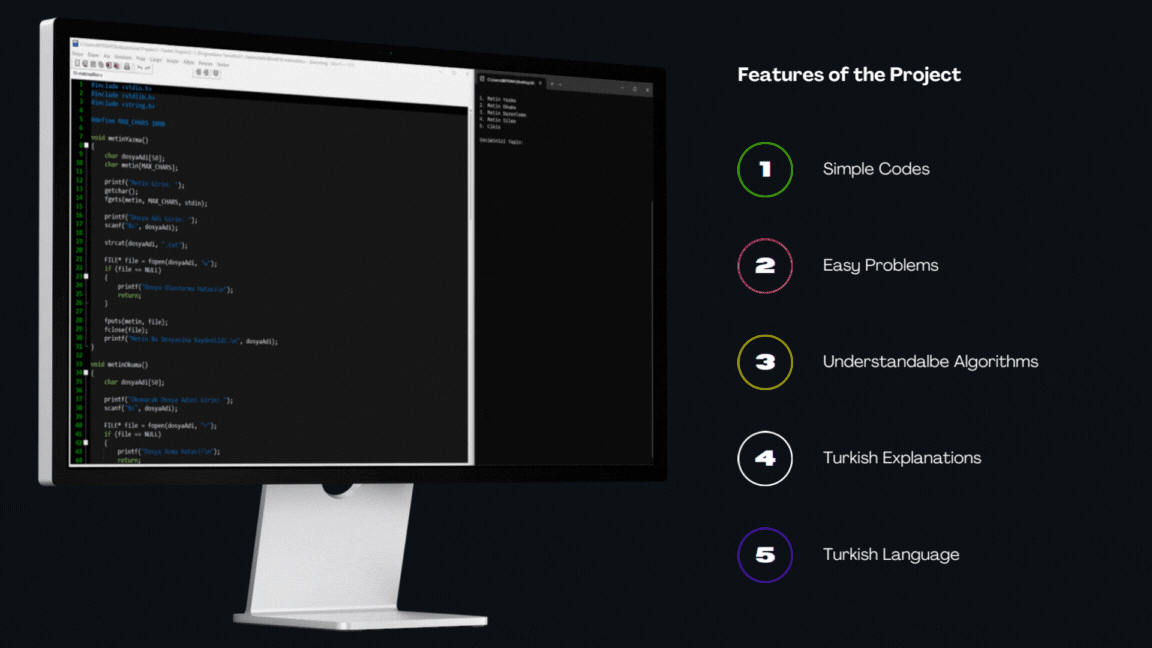 #include <stdio.h>
#include <stdlib.h>
#include <string.h>
#define MAX_CHARS 1000
void metinYazma()
{
char dosyaAdi[50];
char metin[MAX_CHARS];
printf("Metin Girin: ");
getchar();
fgets(metin, MAX_CHARS, stdin);
printf("Dosya Adi Girin: ");
scanf("%s", dosyaAdi);
strcat(dosyaAdi, ".txt");
FILE* file = fopen(dosyaAdi, "w");
if (file == NULL)
{
printf("Dosya Olusturma Hatasi\n");
return;
}
fputs(metin, file);
fclose(file);
printf("Metin %s Dosyasina Kaydedildi.\n", dosyaAdi);
}
void metinOkuma()
{
char dosyaAdi[50];
printf("Okunacak Dosya Adini Girin: ");
scanf("%s", dosyaAdi);
FILE* file = fopen(dosyaAdi, "r");
if (file == NULL)
{
printf("Dosya Acma Hatasi\n");
return;
1. Metin Yazma
2. Metin Okuma
3. Metin Duzenleme
4. Metin Silme
5. Cikis
Seciminizi Yapin:
Features of the Project
1 Simple Codes
2 Easy Problems
3 Understandalbe Algorithms
4 Turkish Explanations
5 Turkish Language